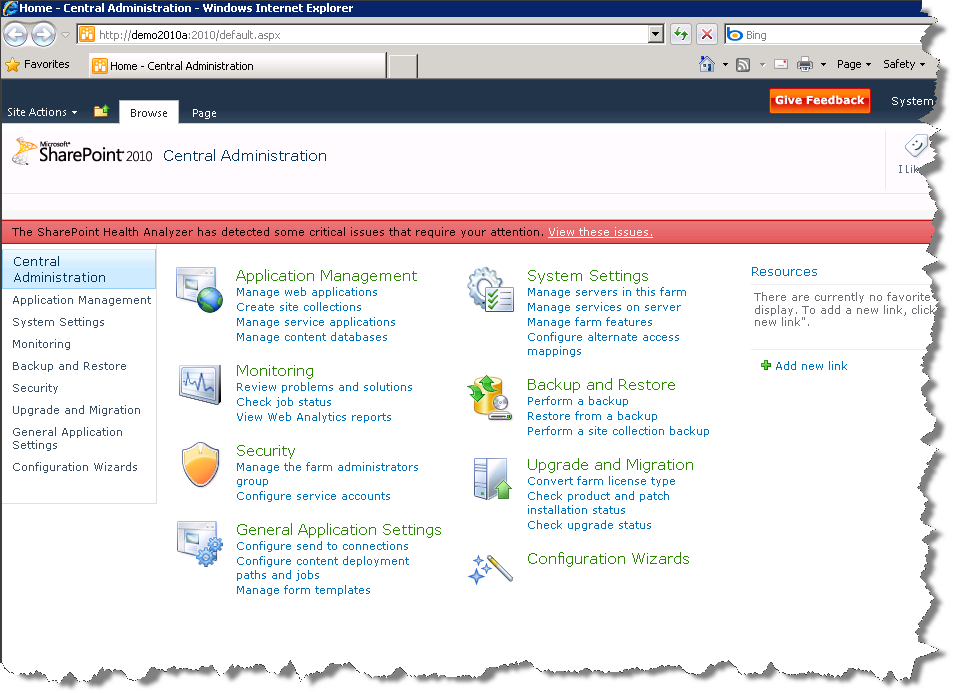 Home - Central Administration - Windows Internet Explorer
http://demo2010a:2010/default.aspx
Bing
Favorites
Home - Central Administration
Page
Safety
Site Actions
Browse
Page
Give Feedback
System
Microsoft
SharePoint 2010
Central Administration
The SharePoint Health Analyzer has detected some critical issues that require your attention. View these issues.
Central
Administration
Application Management
System Settings
Monitoring
Backup and Restore
Security
Upgrade and Migration
General Application
Settings
Configuration Wizards
Application Management
Manage web applications
Create site collections
Manage service applications
Manage content databases
Monitoring
Review problems and solutions
Check job status
View Web Analytics reports
Security
Manage the farm administrators
group
Configure service accounts
General Application Settings
Configure send to connections
Configure content deployment
paths and jobs
Manage form templates
System Settings
Manage servers in this farm
Manage services on server
Manage farm features
Configure alternate access
mappings
Backup and Restore
Perform a backup
Restore from a backup
Perform a site collection backup
Upgrade and Migration
Convert farm license type
Check product and patch
installation status
Check upgrade status
Configuration Wizards
Resources
There are currently no favorite
display. To add a new link, click
new link".
Add new link